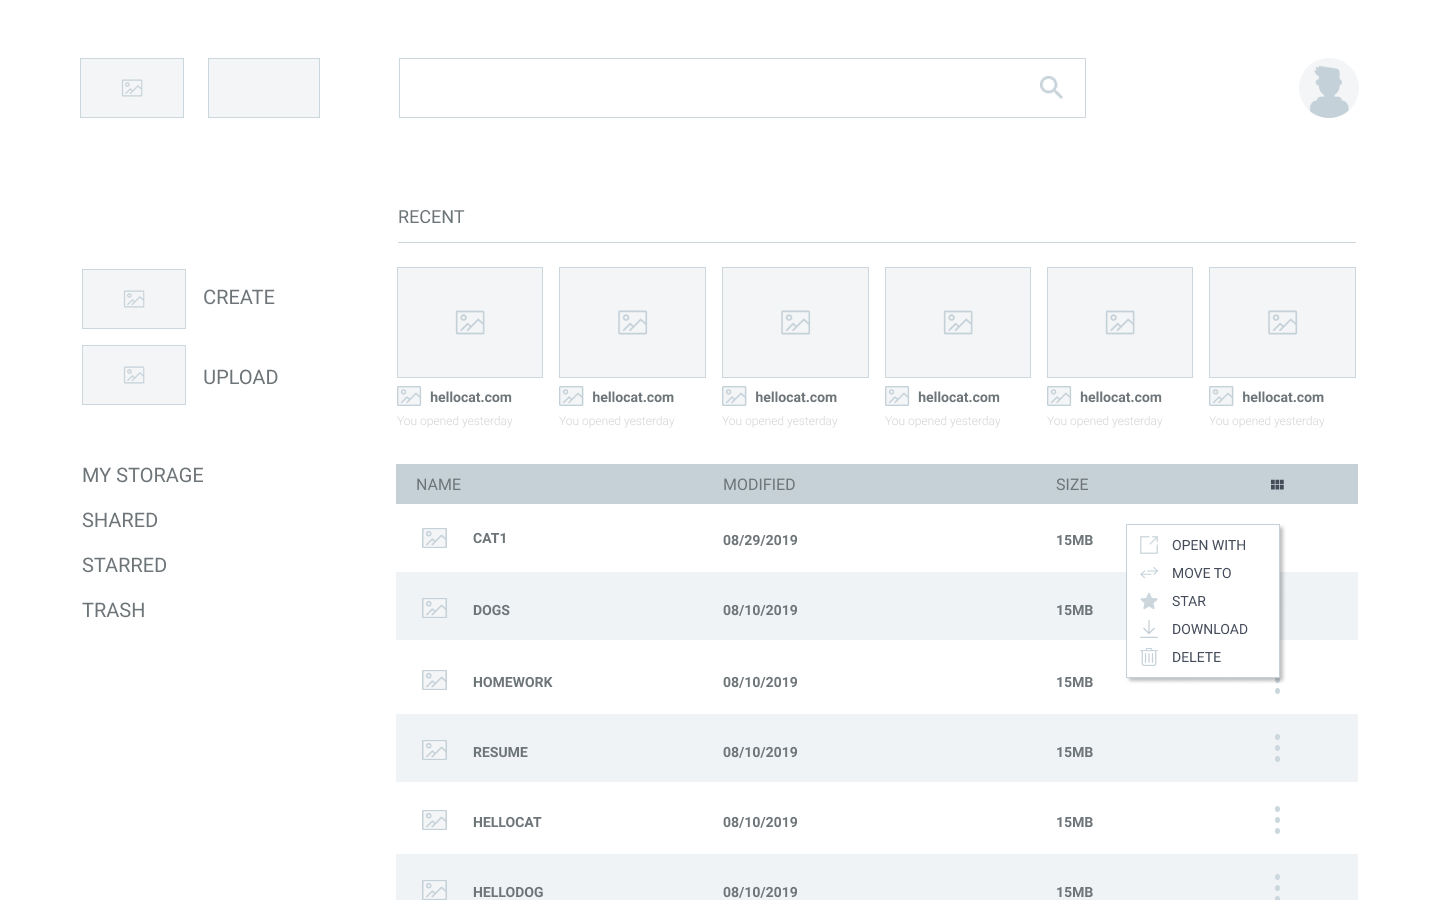 RECENT
CREATE
UPLOAD
hellocat.com hellocat.com hellocat.com hellocat.com hellocat.com hellocat.com
You opened yesterday You opened yesterday You opened yesterday You opened yesterday You opened yesterday You opened yesterday
MY STORAGE
SHARED
STARRED
TRASH
NAME MODIFIED SIZE
CAT1 08/29/2019 15MB
DOGS 08/10/2019 15MB
HOMEWORK 08/10/2019 15MB
RESUME 08/10/2019 15MB
HELLOCAT 08/10/2019 15MB
HELLODOG 08/10/2019 15MB
OPEN WITH
MOVE TO
STAR
DOWNLOAD
DELETE